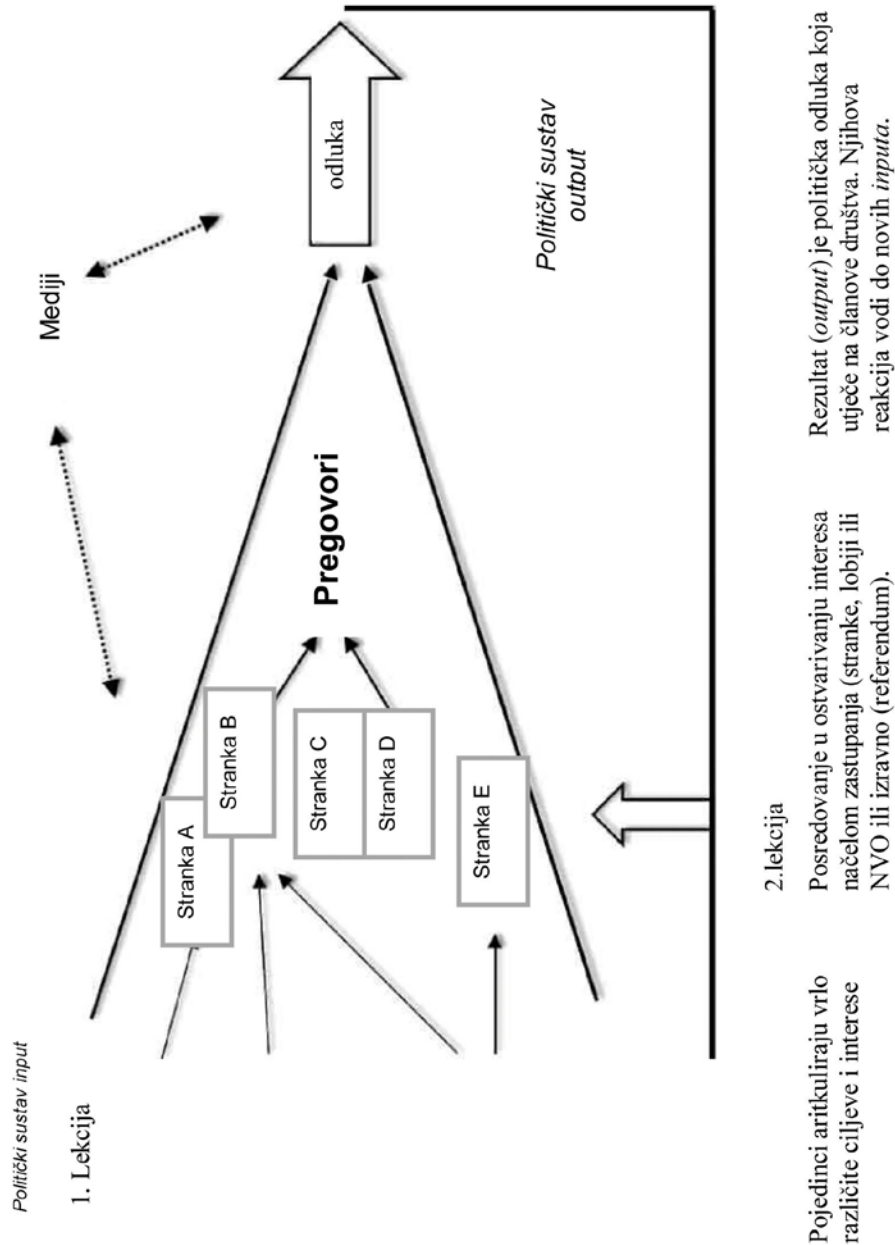 Politički sustav input
1. Lekcija
Mediji
Stranka A
Stranka B
Stranka C
Stranka D
Stranka E
Pregovori
odluka
Politički sustav
output
2.lekcija
Pojedinci aritkuliraju vrlo
različite ciljeve i interese
Posredovanje u ostvarivanju interesa
načelom zastupanja (stranke, lobiji ili
NVO ili izravno (referendum).
Rezultat (output) je politička odluka koja
utječe na članove društva. Njihova
reakcija vodi do novih inputa.